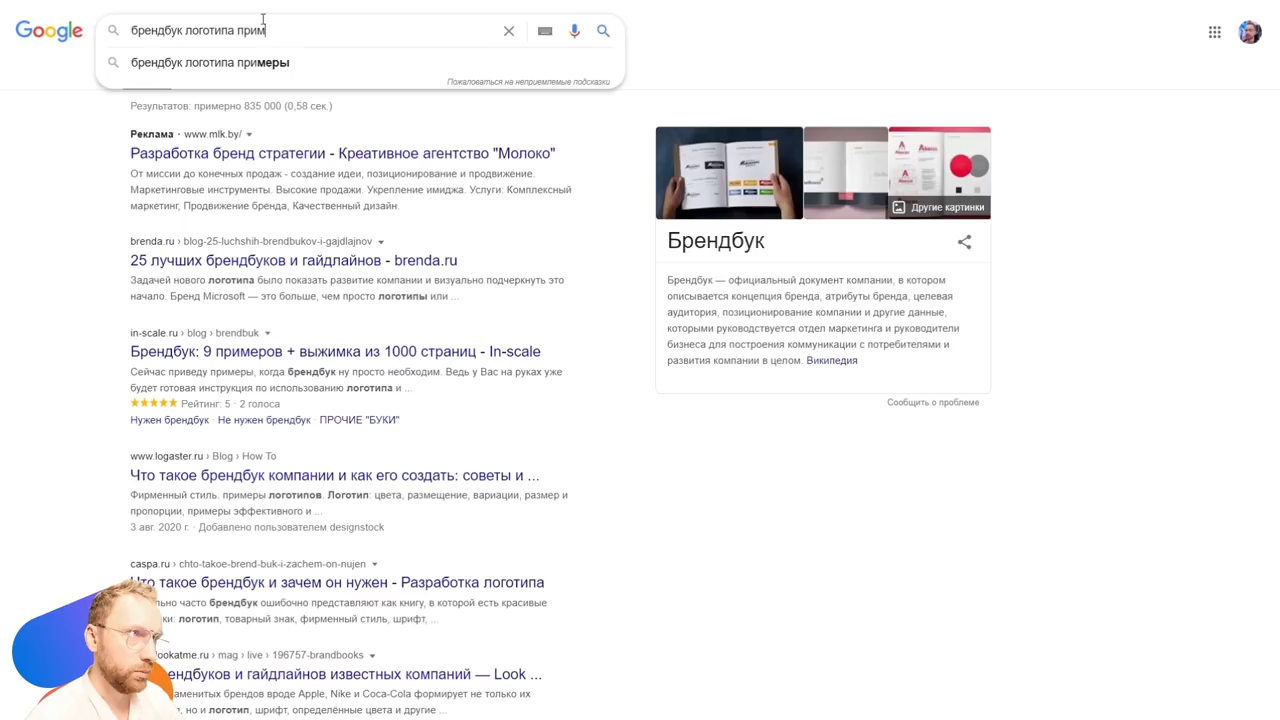 Google
брендбук логотипа прим
брендбук логотипа примеры
Пожаловаться на неприемлемые подсказки
Результатов: примерно 835 000 (0,58 сек.)
Реклама · www.mlk.by/
Разработка бренд стратегии - Креативное агентство "Молоко"
От миссии до конечных продаж - создание идеи, позиционирование и продвижение.
Маркетинговые инструменты. Высокие продажи. Укрепление имиджа. Услуги: Комплексный
маркетинг, Продвижение бренда, Качественный дизайн.
brenda.ru › blog-25-luchshih-brendbukov-i-gajdlajnov
25 лучших брендбуков и гайдлайнов - brenda.ru
Задачей нового логотипа было показать развитие компании и визуально подчеркнуть это
начало. Бренд Microsoft — это больше, чем просто логотипы или ...
in-scale.ru › blog › brendbuk
Брендбук: 9 примеров + выжимка из 1000 страниц - In-scale
Сейчас приведу примеры, когда брендбук ну просто необходим. Ведь у Вас на руках уже
будет готовая инструкция по использованию логотипа и ...
Рейтинг: 5 · 2 голоса
Нужен брендбук · Не нужен брендбук · ПРОЧИЕ "БУКИ"
www.logaster.ru › Blog › How To
Что такое брендбук компании и как его создать: советы и ...
Фирменный стиль. примеры логотипов. Логотип: цвета, размещение, вариации, размер и
пропорции, примеры эффективного и ...
3 авг. 2020 г. · Добавлено пользователем designstock
caspa.ru › chto-takoe-brend-buk-i-zachem-on-nujen
Что такое брендбук и зачем он нужен - Разработка логотипа
часто брендбук ошибочно представляют как книгу, в которой есть красивые
логотип, товарный знак, фирменный стиль, шрифт, ...
lookatme.ru › mag › live › 196757-brandbooks
и гайдлайнов известных компаний — Look ...
брендов вроде Apple, Nike и Coca-Cola формирует не только их
но и логотип, шрифт, определённые цвета и другие ...
Другие картинки
Брендбук
Брендбук — официальный документ компании, в котором
описывается концепция бренда, атрибуты бренда, целевая
аудитория, позиционирование компании и другие данные,
которыми руководствуется отдел маркетинга и руководители
бизнеса для построения коммуникации с потребителями и
развития компании в целом. Википедия
Сообщить о проблеме